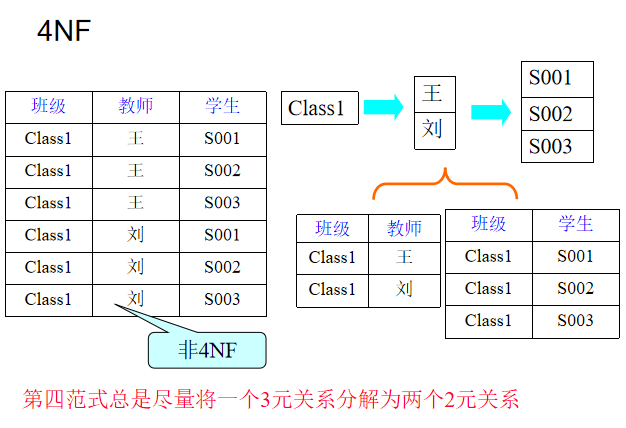 4NF
班级 教师 学生
Class1 王 S001
Class1 王 S002
Class1 王 S003
Class1 刘 S001
Class1 刘 S002
Class1 刘 S003
非4NF
Class1
王
刘
S001
S002
S003
班级 教师
Class1 王
Class1 刘
班级 学生
Class1 S001
Class1 S002
Class1 S003
第四范式总是尽量将一个3元关系分解为两个2元关系